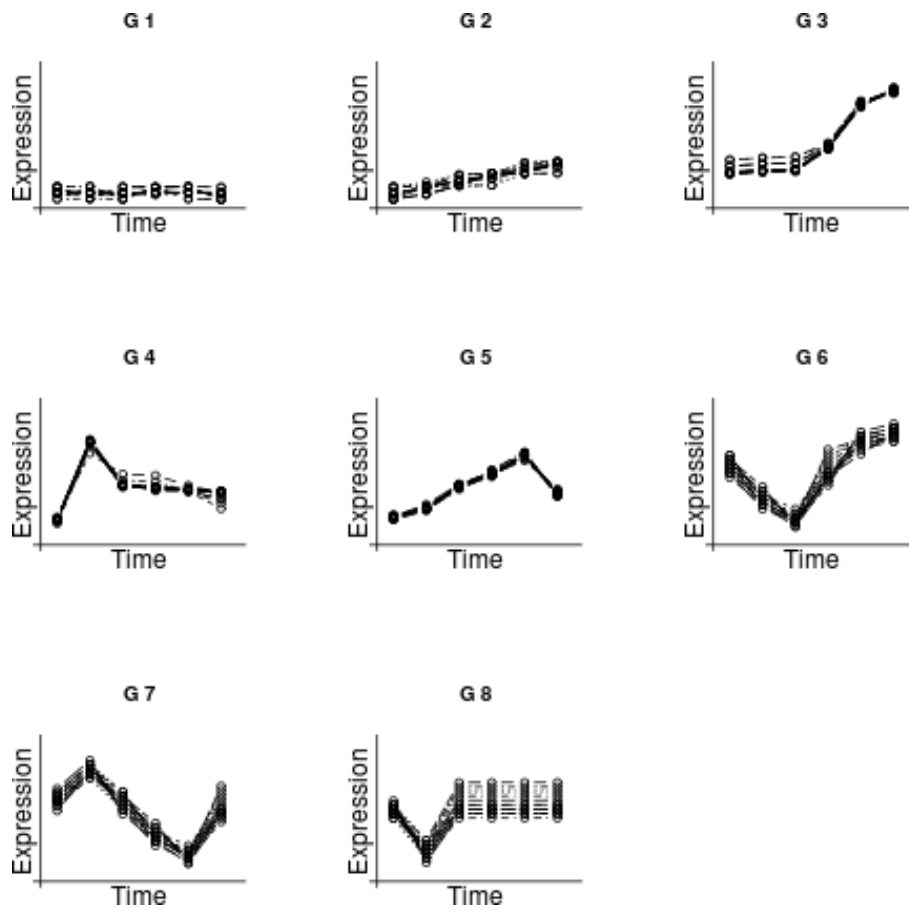 G 1
G 2
G 3
Expression
Expression
Expression
Time
Time
Time
G 4
G 5
G 6
Expression
Expression
Expression
Time
Time
Time
G 7
G 8
Expression
Expression
Time
Time